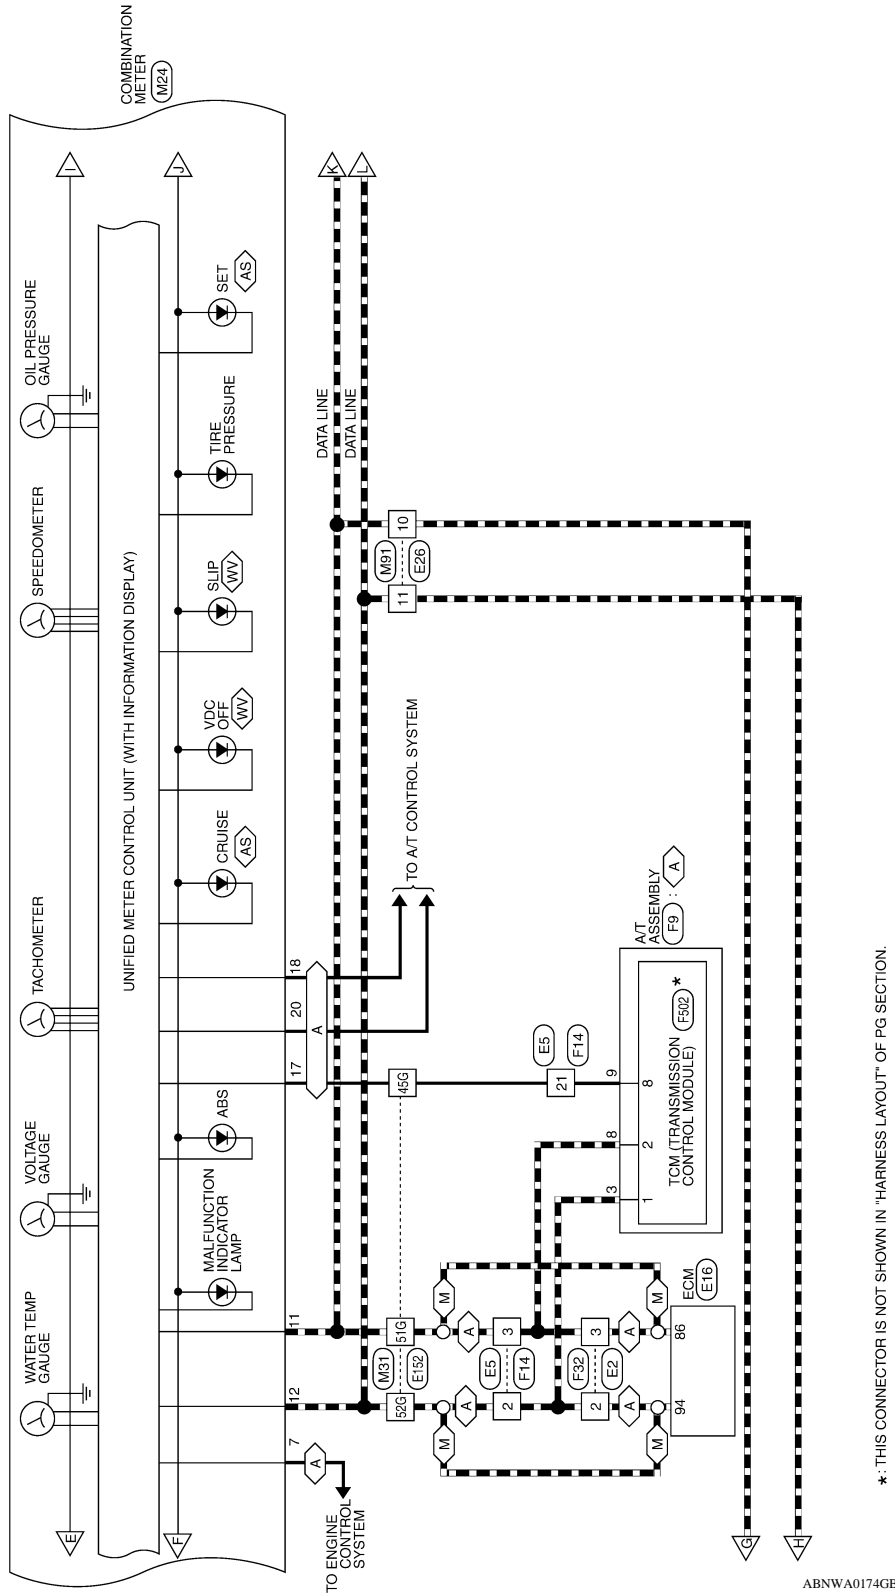 COMBINATION
METER
M24
I
J
K
L
OIL PRESSURE
GAUGE
SET
AS
TIRE
PRESSURE
SPEEDOMETER
SLIP
WV
VDC
OFF
WV
CRUISE
AS
TACHOMETER
UNIFIED METER CONTROL UNIT (WITH INFORMATION DISPLAY)
VOLTAGE
GAUGE
ABS
MALFUNCTION
INDICATOR
LAMP
WATER TEMP
GAUGE
E
F
DATA LINE
DATA LINE
10
M91
E26
11
TO A/T CONTROL SYSTEM
18
20
17
A
45G
E5
F14
21
9
8
A/T
ASSEMBLY
F9
:
A
F502
*
TCM (TRANSMISSION
CONTROL MODULE)
8
2
3
1
11
12
7
A
TO ENGINE
CONTROL
SYSTEM
51G
M31
E152
52G
M
A
3
E5
F14
2
A
M
3
F32
E2
2
A
M
A
M
86
94
ECM
E16
G
H
*: THIS CONNECTOR IS NOT SHOWN IN "HARNESS LAYOUT" OF PG SECTION.